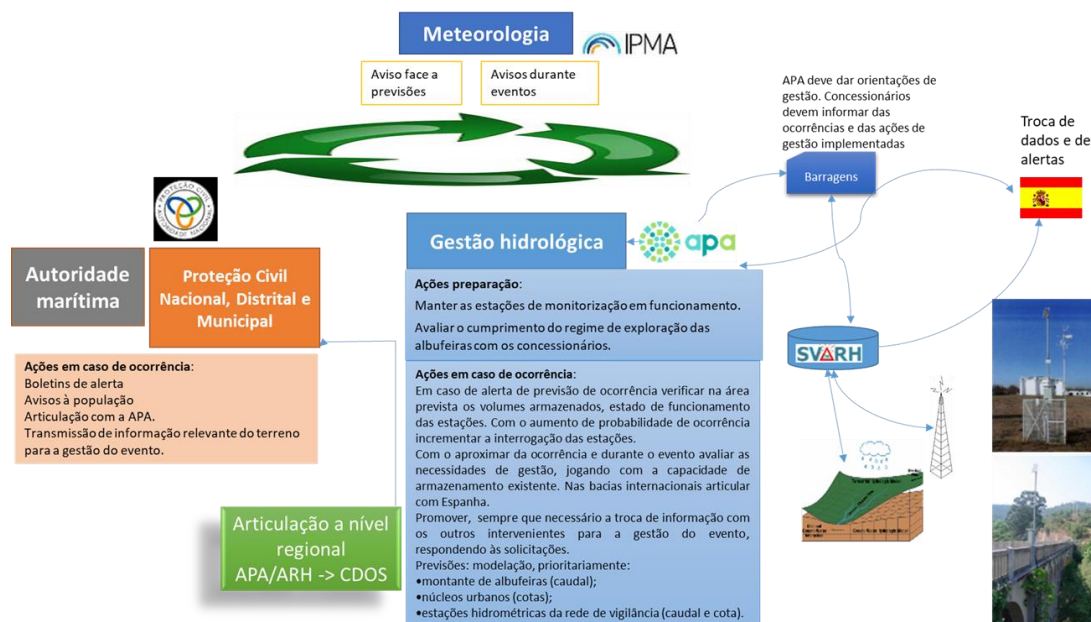 Meteorologia
IPMA
Aviso face a
previsões
Avisos durante
eventos
APA deve dar orientações de
gestão. Concessionários
devem informar das
ocorrências e das ações de
gestão implementadas
Troca de
dados e de
alertas
Barragens
PROTEÇÃO CIVIL
AUTORIDADE NACIONAL
Gestão hidrológica
apa
Autoridade
marítima
Proteção Civil
Nacional, Distrital e
Municipal
Ações preparação:
Manter as estações de monitorização em funcionamento.
Avaliar o cumprimento do regime de exploração das
albufeiras com os concessionários.
SVARH
Ações em caso de ocorrência:
Boletins de alerta
Avisos à população
Articulação com a APA.
Transmissão de informação relevante do terreno
para a gestão do evento.
Ações em caso de ocorrência:
Em caso de alerta de previsão de ocorrência verificar na área
prevista os volumes armazenados, estado de funcionamento
das estações. Com o aumento de probabilidade de ocorrência
incrementar a interrogação das estações.
Com o aproximar da ocorrência e durante o evento avaliar as
necessidades de gestão, jogando com a capacidade de
armazenamento existente. Nas bacias internacionais articular
com Espanha.
Promover, sempre que necessário a troca de informação com
os outros intervenientes para a gestão do evento,
respondendo às solicitações.
Previsões: modelação, prioritariamente:
•montante de albufeiras (caudal);
•núcleos urbanos (cotas);
•estações hidrométricas da rede de vigilância (caudal e cota).
Articulação a nível
regional
APA/ARH -> CDOS